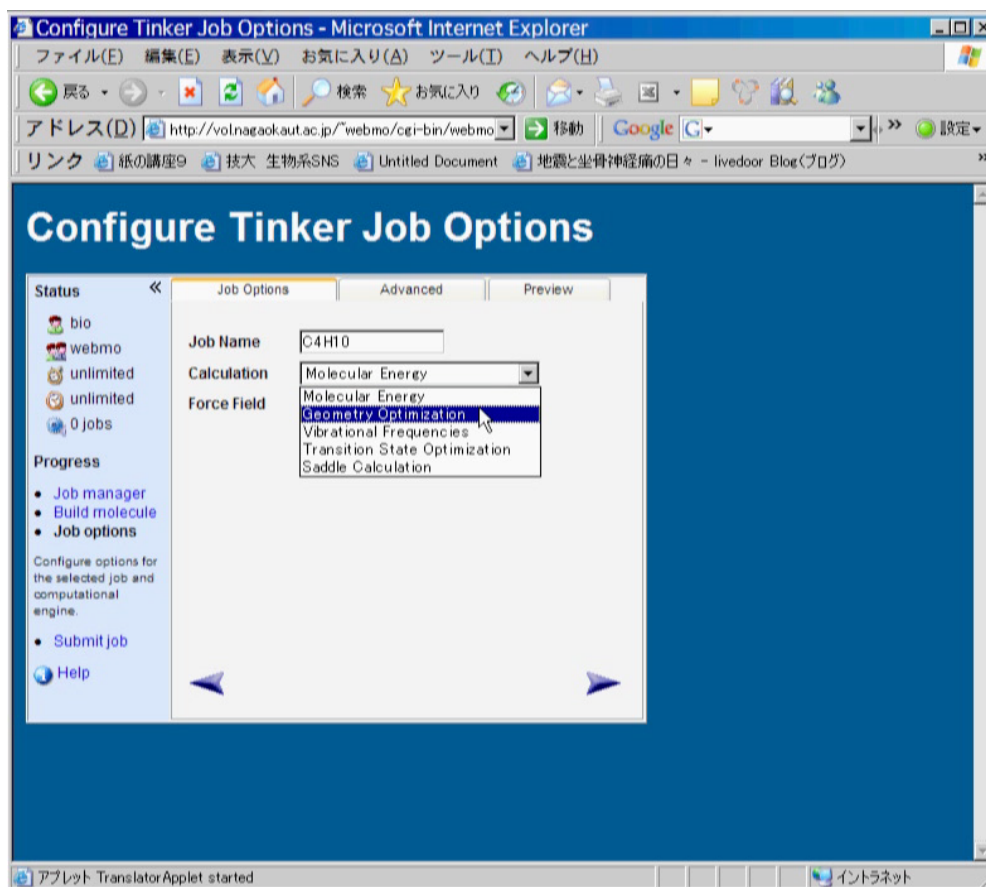 Configure Tinker Job Options - Microsoft Internet Explorer
ファイル(F) 編集(E) 表示(V) お気に入り(A) ツール(T) ヘルプ(H)
戻る 検索 お気に入り
アドレス(D) http://vol.nagaokaut.ac.jp/~webmo/cgi-bin/webmo 移動 Google G 設定
リンク 紙の講座9 技大 生物系SNS Untitled Document 地震と坐骨神経痛の日々 - livedoor Blog(ブログ)
Configure Tinker Job Options
Status «
bio
webmo
unlimited
unlimited
0 jobs
Progress
Job manager
Build molecule
Job options
Configure options for
the selected job and
computational
engine.
Submit job
Help
Job Options Advanced Preview
Job Name C4H10
Calculation Molecular Energy
Force Field
Molecular Energy
Geometry Optimization
Vibrational Frequencies
Transition State Optimization
Saddle Calculation
アプレット TranslatorApplet started イントラネット